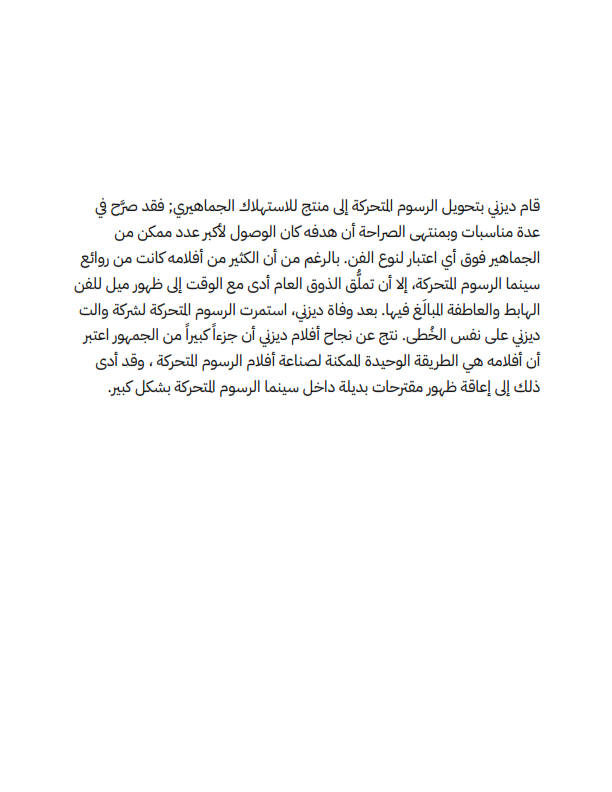 قام ديزني بتحويل الرسوم المتحركة إلى منتج للاستهلاك الجماهيري; فقد صرَّح في
عدة مناسبات وبمنتهى الصراحة أن هدفه كان الوصول لأكبر عدد ممكن من
الجماهير فوق أي اعتبار لنوع الفن. بالرغم من أن الكثير من أفلامه كانت من روائع
سينما الرسوم المتحركة، إلا أن تملُّق الذوق العام أدى مع الوقت إلى ظهور ميل للفن
الهابط والعاطفة المبالَغ فيها. بعد وفاة ديزني، استمرت الرسوم المتحركة لشركة والت
ديزني على نفس الخُطى. نتج عن نجاح أفلام ديزني أن جزءاً كبيراً من الجمهور اعتبر
أن أفلامه هي الطريقة الوحيدة الممكنة لصناعة أفلام الرسوم المتحركة ، وقد أدى
ذلك إلى إعاقة ظهور مقترحات بديلة داخل سينما الرسوم المتحركة بشكل كبير.